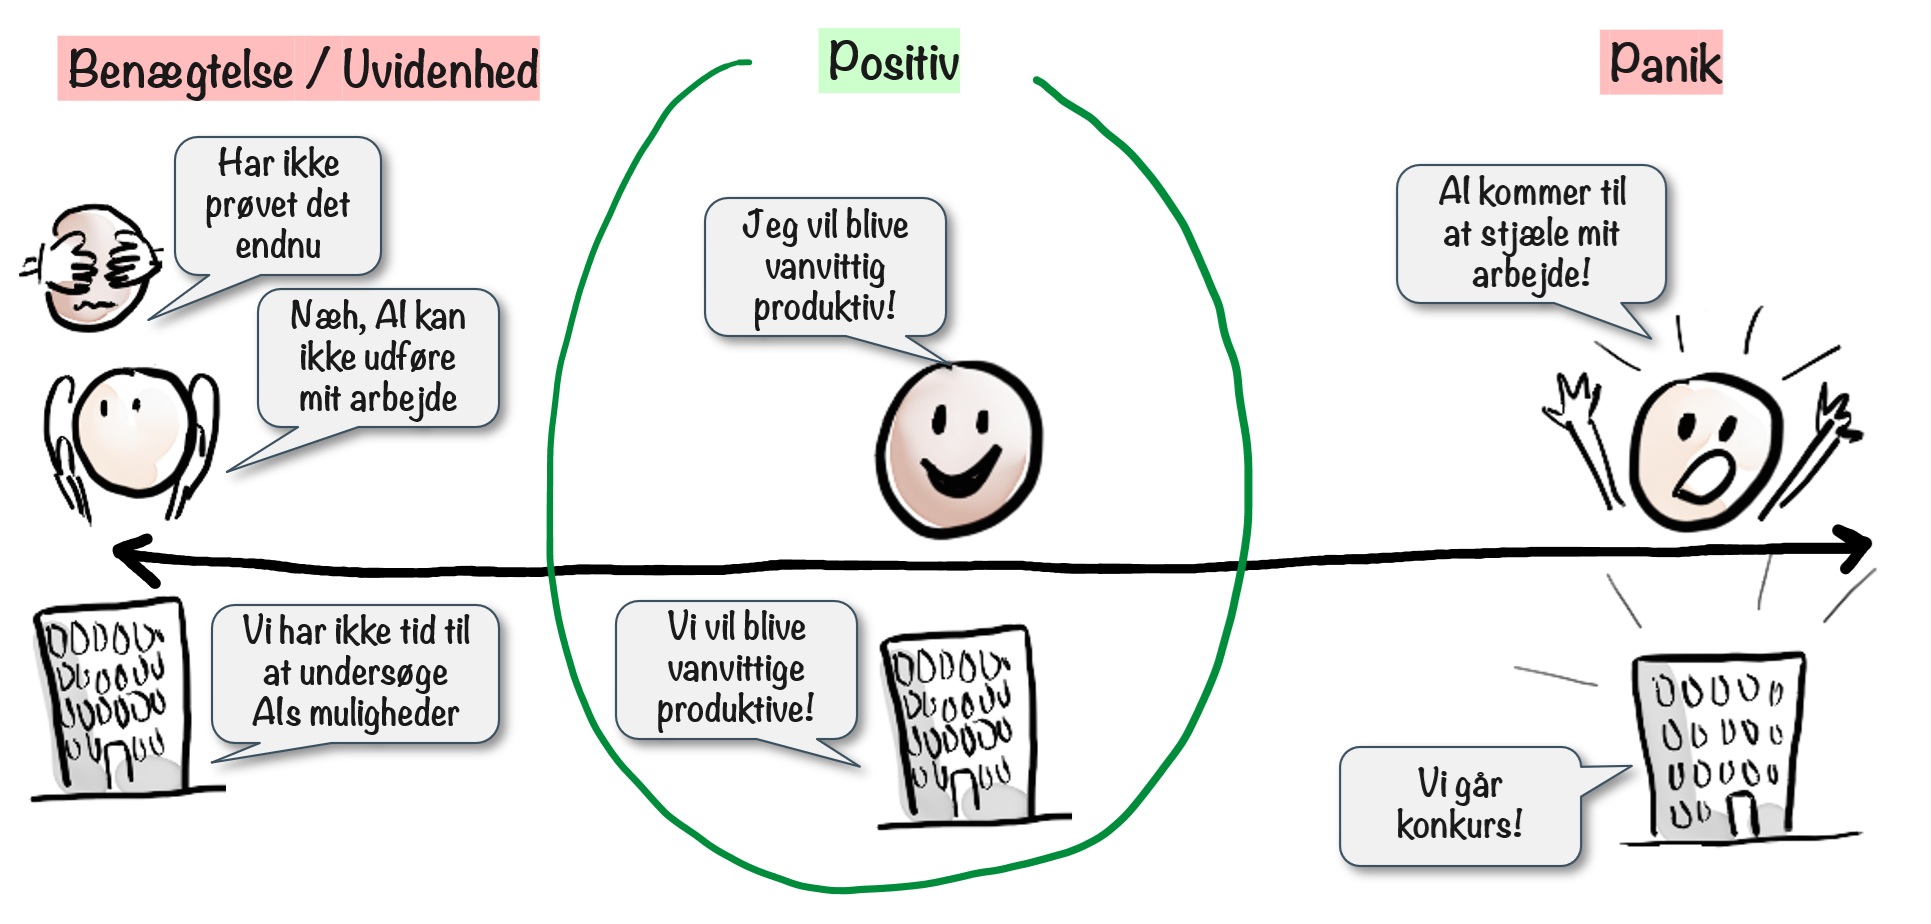 Benægtelse / Uvidenhed
Positiv
Panik
Har ikke
prøvet det
endnu
Næh, AI kan
ikke udføre
mit arbejde
Jeg vil blive
vanvittig
produktiv!
AI kommer til
at stjæle mit
arbejde!
Vi har ikke tid til
at undersøge
AIs muligheder
Vi vil blive
vanvittige
produktive!
Vi går
konkurs!